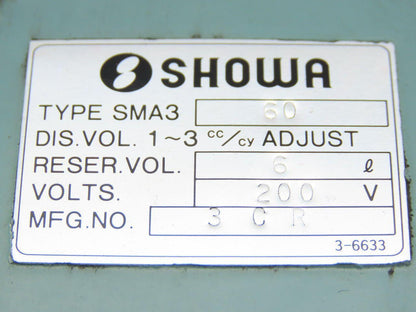 SHOWA
TYPE SMA3 60
DIS.VOL. 1~3 cc/cy ADJUST
RESER.VOL. 6 ℓ
VOLTS. 200 V
MFG.NO. 3 C R
3-6633